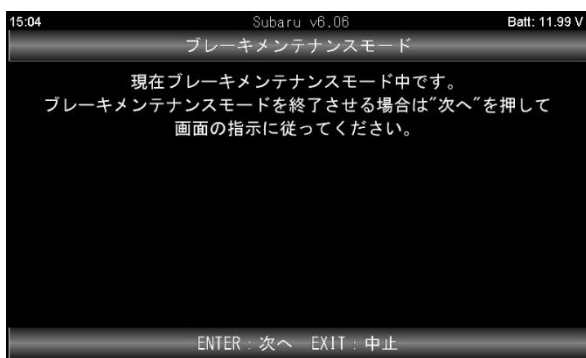 15:04 Subaru v6.06 Batt: 11.99 V
ブレーキメンテナンスモード
現在ブレーキメンテナンスモード中です。
ブレーキメンテナンスモードを終了させる場合は"次へ"を押して
画面の指示に従ってください。
ENTER:次へ EXIT:中止